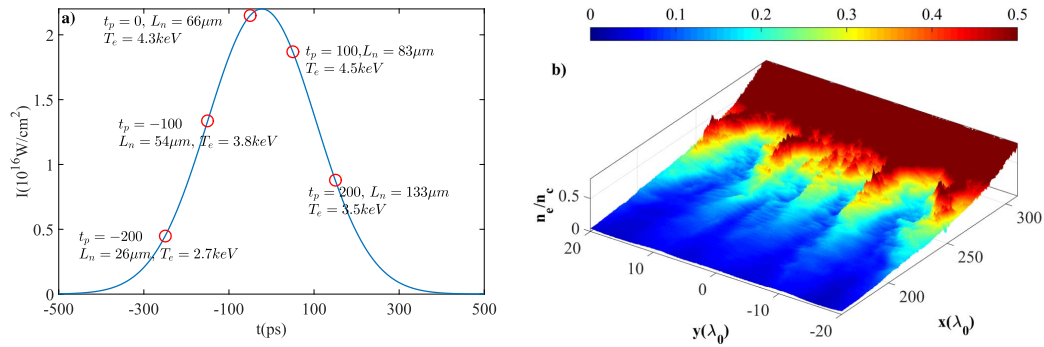 a)
t_p = 0, L_n = 66μm
T_e = 4.3keV
t_p = 100, L_n = 83μm
T_e = 4.5keV
t_p = −100
L_n = 54μm, T_e = 3.8keV
t_p = 200, L_n = 133μm
T_e = 3.5keV
t_p = −200
L_n = 26μm, T_e = 2.7keV
I(10^16 W/cm^2)
2
1.5
1
0.5
0
-500 -300 -100 100 300 500
t(ps)
0 0.1 0.2 0.3 0.4 0.5
b)
n_e/n_c
0.5
0
20 10 0 -10 -20
y(λ_0)
200 250 300
x(λ_0)